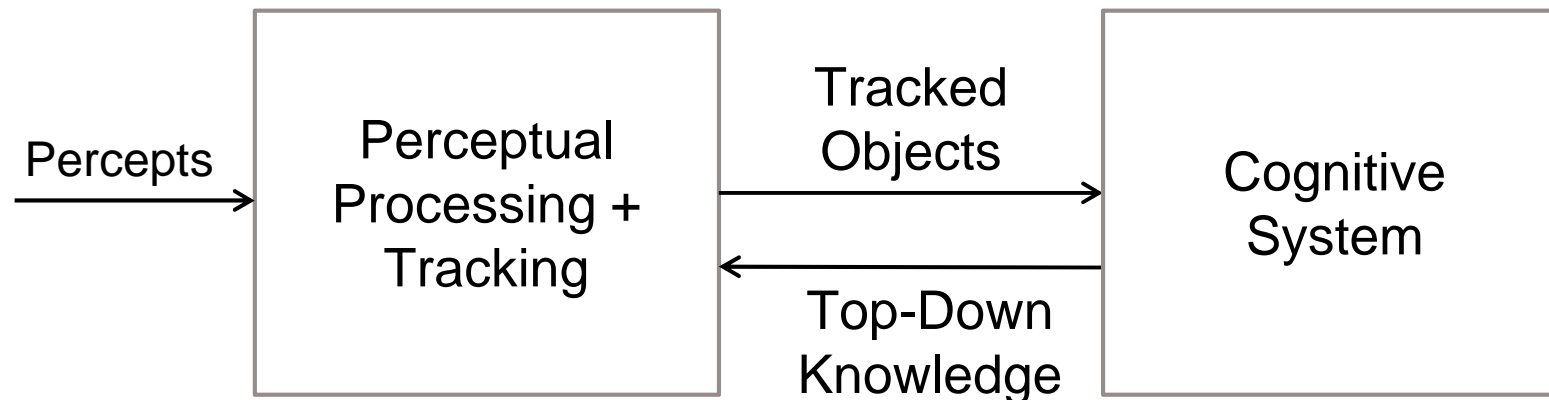 Percepts
Perceptual
Processing +
Tracking
Tracked
Objects
Top-Down
Knowledge
Cognitive
System